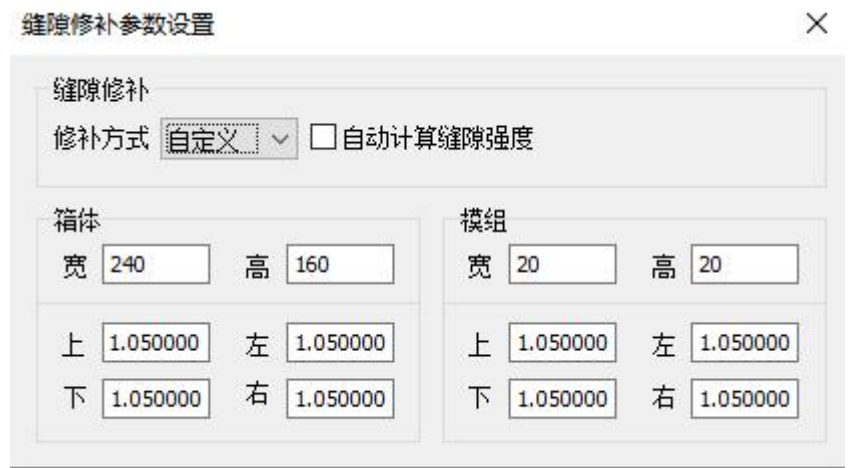 缝隙修补参数设置
缝隙修补
修补方式 自定义 自动计算缝隙强度
箱体
宽 240 高 160
上 1.050000 左 1.050000
下 1.050000 右 1.050000
模组
宽 20 高 20
上 1.050000 左 1.050000
下 1.050000 右 1.050000